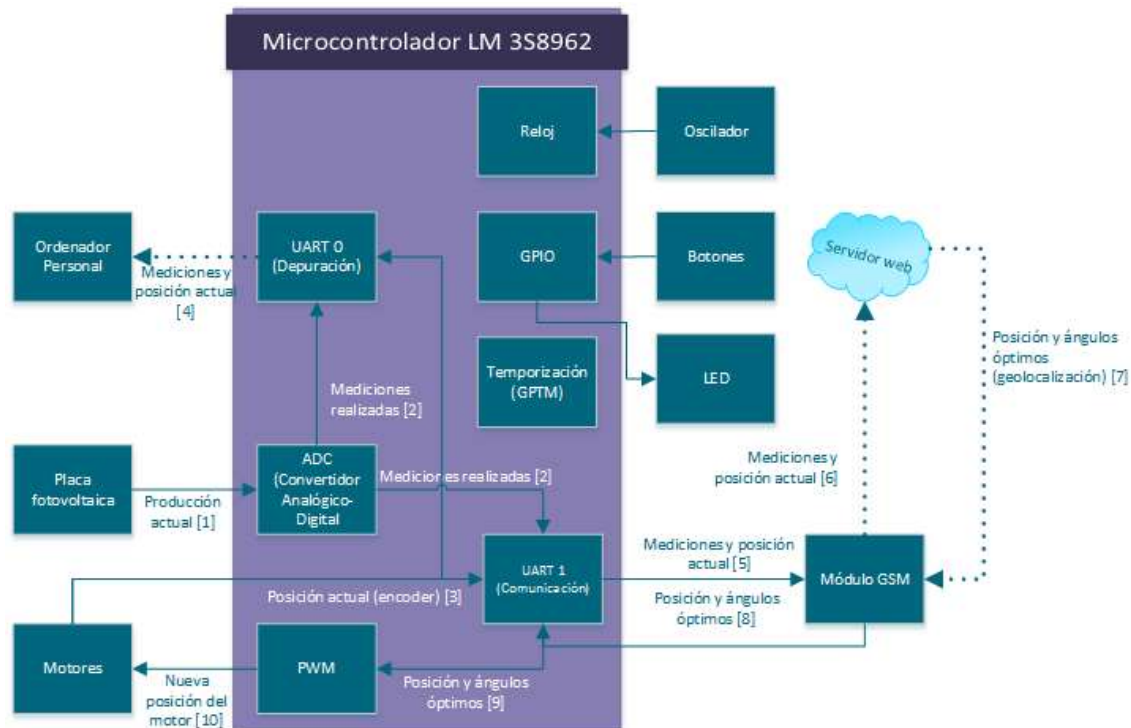 Microcontrolador LM 3S8962
Reloj
Oscilador
Ordenador
Personal
UART 0
(Depuración)
GPIO
Botones
Servidor web
Mediciones y
posición actual
[4]
Posición y ángulos
óptimos
(geolocalización) [7]
Temporización
(GPTM)
LED
Mediciones
realizadas [2]
Placa
fotovoltaica
Producción
actual [1]
ADC
(Convertidor
Analógico-
Digital
Mediciones realizadas [2]
Mediciones y
posición actual
[6]
UART 1
(Comunicación)
Mediciones y posición
actual [5]
Módulo GSM
Posición actual (encoder) [3]
Posición y ángulos
óptimos [8]
Motores
PWM
Nueva
posición del
motor [10]
Posición y ángulos
óptimos [9]